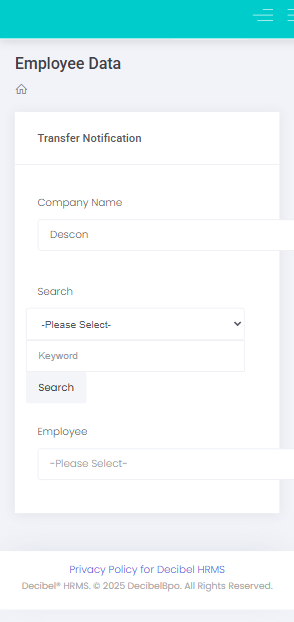 Employee Data
Transfer Notification
Company Name
Descon
Search
-Please Select-
Keyword
Search
Employee
-Please Select-
Privacy Policy for Decibel HRMS
Decibel® HRMS. © 2025 DecibelBpo. All Rights Reserved.